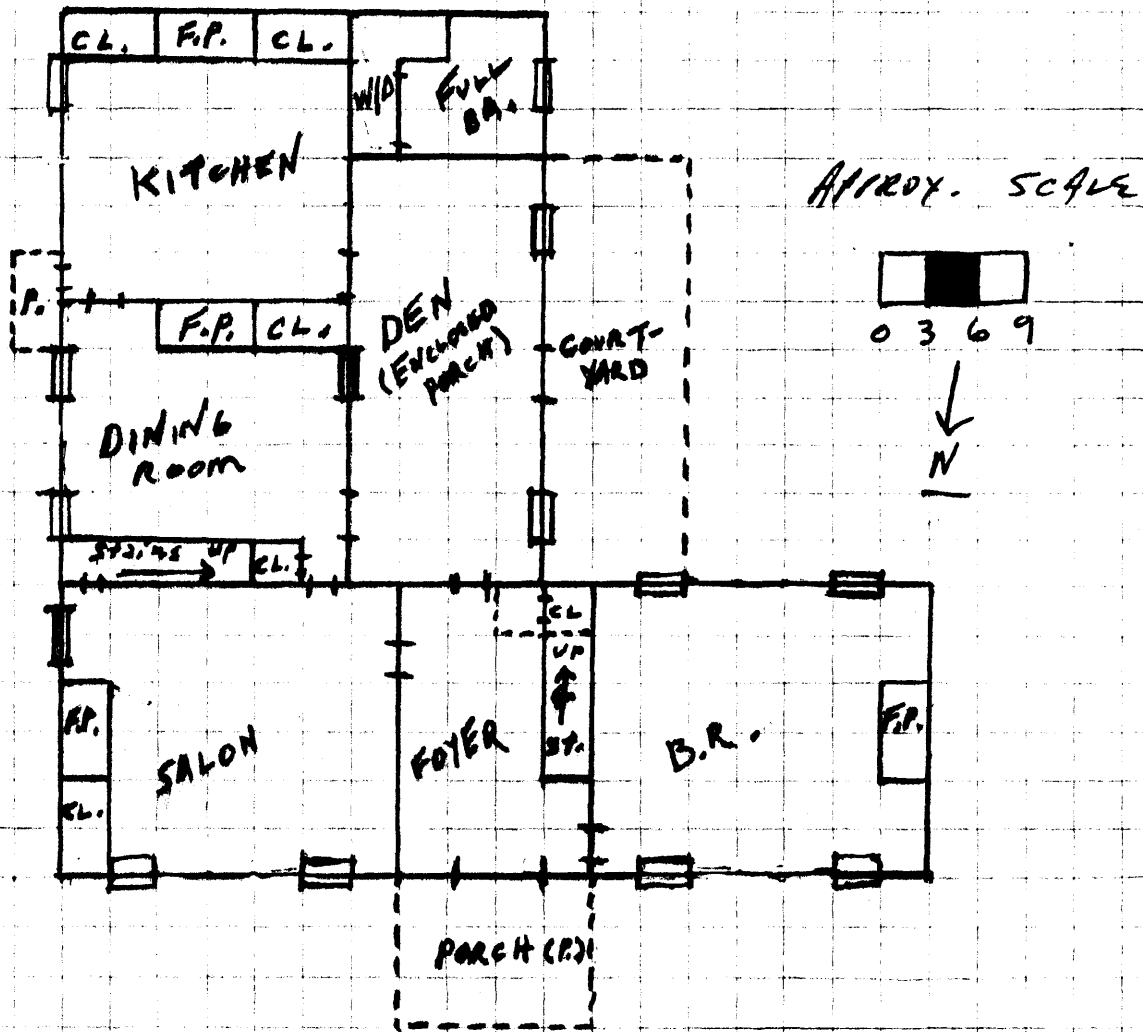 CL. F.P. CL.
W/D
FULL
BA.
KITCHEN
APPROX. SCALE
0 3 6 9
N
P.
F.P. CL.
DEN
(ENCLOSED
PORCH)
COURT-
YARD
DINING
ROOM
STAIRS UP
CL.
CL
UP
ST.
F.P.
CL.
SALON
FOYER
B.R.
F.P.
PORCH (P.)